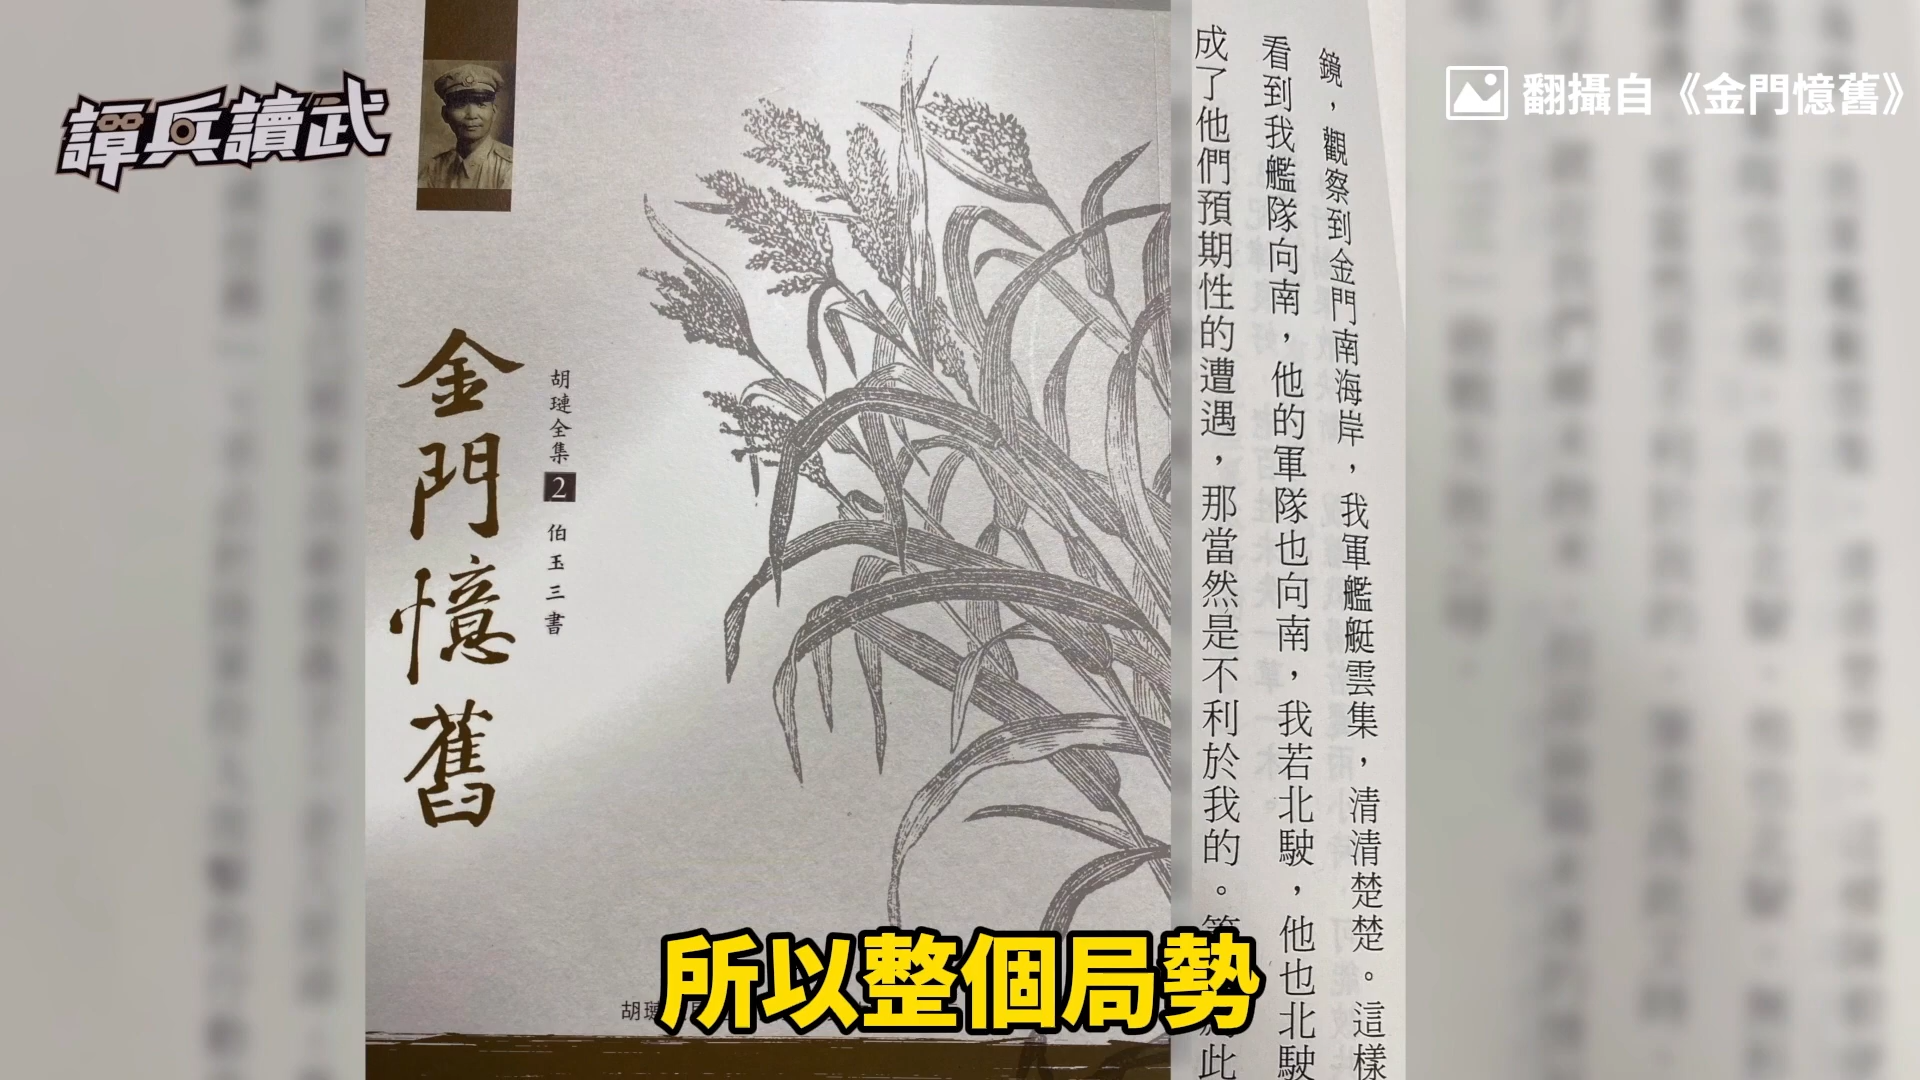 譚兵讀武
翻攝自《金門憶舊》
金門憶舊
胡璉全集2
伯玉三書
鏡，觀察到金門南海岸，我軍艦艇雲集，清清楚楚。這樣
看到我艦隊向南，他的軍隊也向南，我若北駛，他也北駛
成了他們預期性的遭遇，那當然是不利於我的。
此
胡璉
所以整個局勢